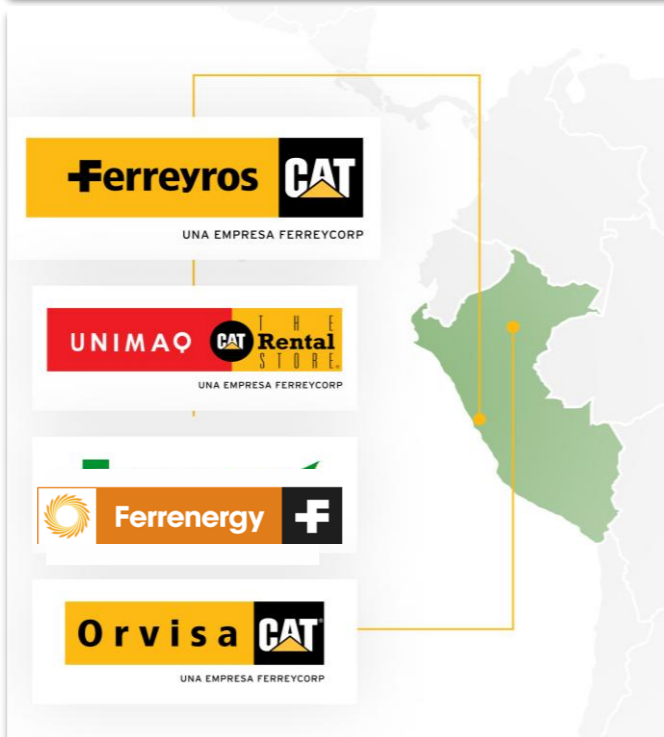 Ferreyros CAT
UNA EMPRESA FERREYCORP
UNIMAQ CAT THE Rental STORE
UNA EMPRESA FERREYCORP
Ferrenergy
Orvisa CAT
UNA EMPRESA FERREYCORP